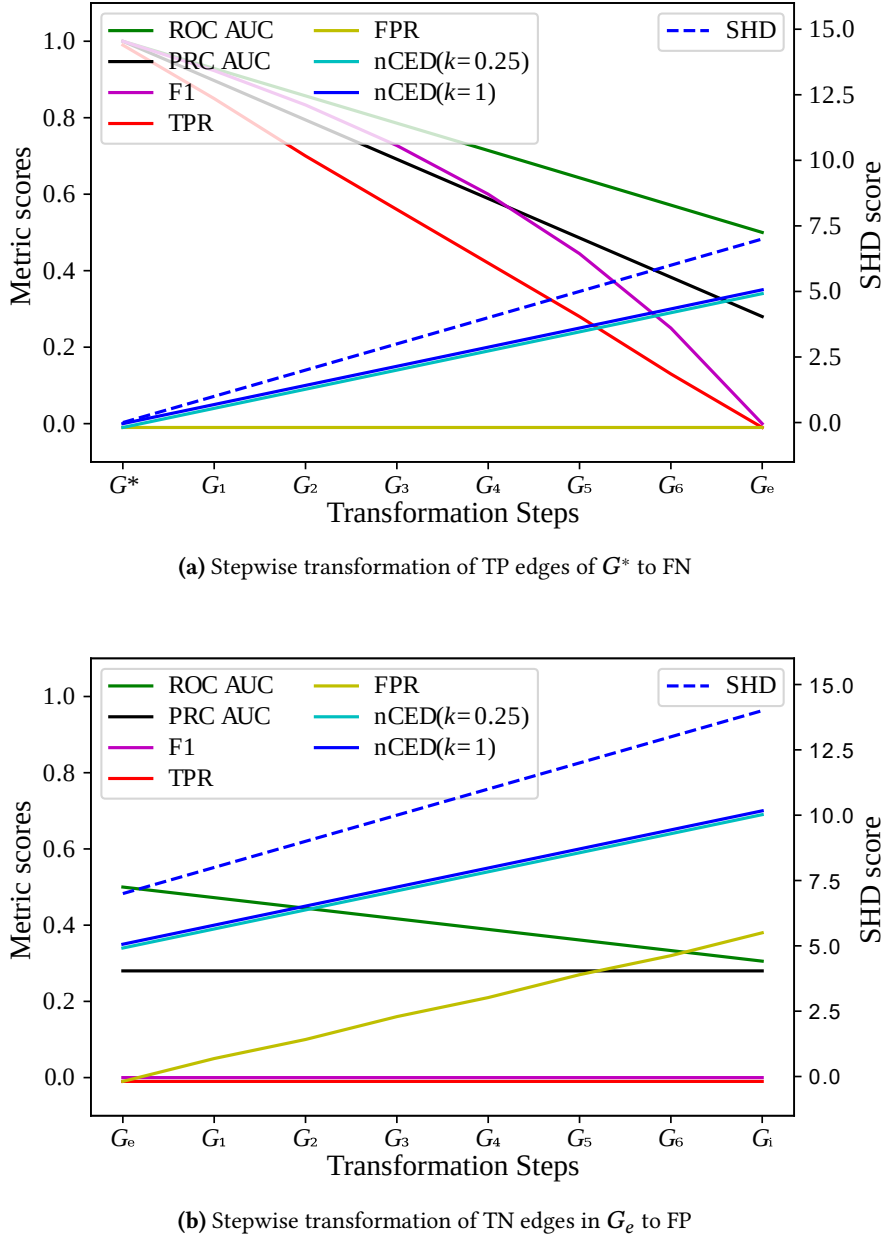 ROC AUC
PRC AUC
F1
TPR
FPR
nCED(k=0.25)
nCED(k=1)
SHD
1.0
0.8
0.6
0.4
0.2
0.0
Metric scores
15.0
12.5
10.0
7.5
5.0
2.5
0.0
SHD score
G* G₁ G₂ G₃ G₄ G₅ G₆ Gₑ
Transformation Steps
(a) Stepwise transformation of TP edges of G* to FN
ROC AUC
PRC AUC
F1
TPR
FPR
nCED(k=0.25)
nCED(k=1)
SHD
1.0
0.8
0.6
0.4
0.2
0.0
Metric scores
15.0
12.5
10.0
7.5
5.0
2.5
0.0
SHD score
Gₑ G₁ G₂ G₃ G₄ G₅ G₆ Gᵢ
Transformation Steps
(b) Stepwise transformation of TN edges in Gₑ to FP